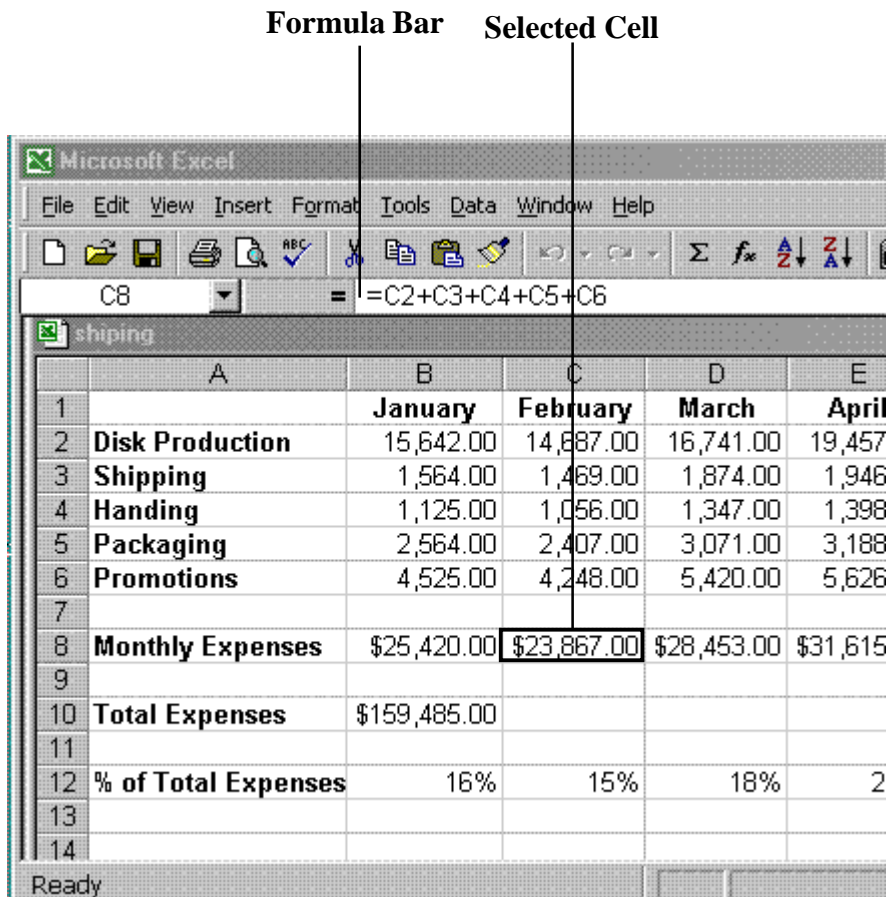 Formula Bar Selected Cell
Microsoft Excel
File Edit View Insert Format Tools Data Window Help
ABC Σ f× A Z Z A
C8 = =C2+C3+C4+C5+C6
shiping
A B C D E
1 January February March April
2 Disk Production 15,642.00 14,687.00 16,741.00 19,457
3 Shipping 1,564.00 1,469.00 1,874.00 1,946
4 Handing 1,125.00 1,056.00 1,347.00 1,398
5 Packaging 2,564.00 2,407.00 3,071.00 3,188
6 Promotions 4,525.00 4,248.00 5,420.00 5,626
7
8 Monthly Expenses $25,420.00 $23,867.00 $28,453.00 $31,615
9
10 Total Expenses $159,485.00
11
12 % of Total Expenses 16% 15% 18% 2
13
14
Ready